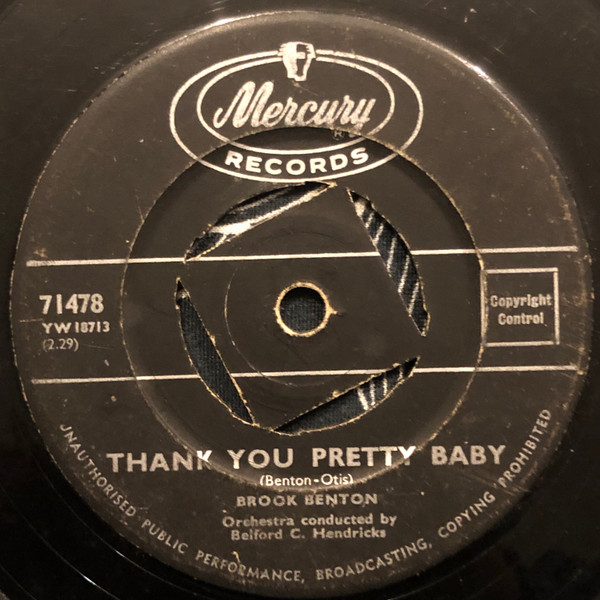 Mercury
R
RECORDS
71478
YW 18713
(2.29)
Copyright
Control
THANK YOU PRETTY BABY
(Benton-Otis)
BROOK BENTON
Orchestra conducted by
Belford C. Hendricks
UNAUTHORISED PUBLIC PERFORMANCE, BROADCASTING, COPYING PROHIBITED